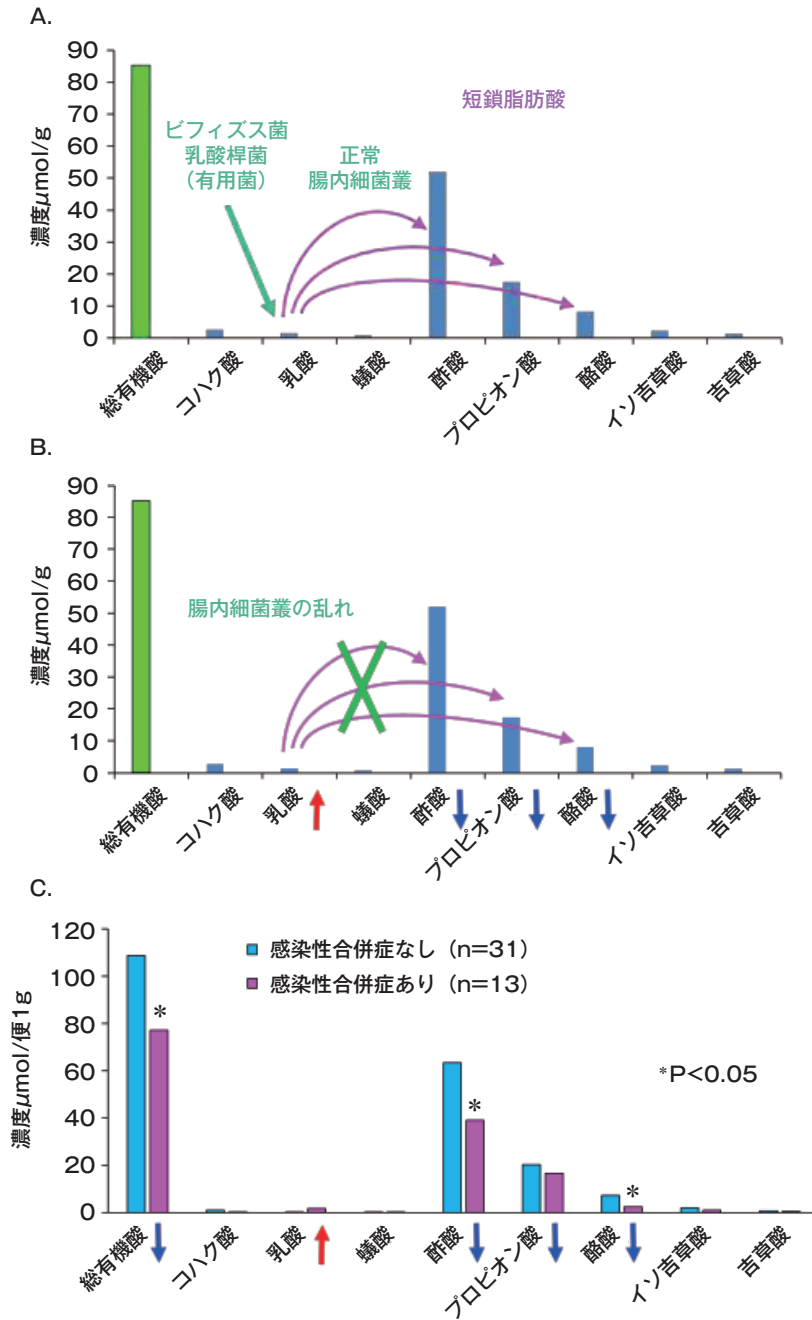 A.
90
80
70
60
50
40
30
20
10
0
濃度μmol/g
短鎖脂肪酸
ビフィズス菌
乳酸桿菌
（有用菌）
正常
腸内細菌叢
総有機酸
コハク酸
乳酸
蟻酸
酢酸
プロピオン酸
酪酸
イソ吉草酸
吉草酸
B.
90
80
70
60
50
40
30
20
10
0
濃度μmol/g
腸内細菌叢の乱れ
総有機酸
コハク酸
乳酸
蟻酸
酢酸
プロピオン酸
酪酸
イソ吉草酸
吉草酸
C.
120
100
80
60
40
20
0
濃度μmol/便1g
感染性合併症なし（n=31）
感染性合併症あり（n=13）
*P<0.05
*
*
*
総有機酸
コハク酸
乳酸
蟻酸
酢酸
プロピオン酸
酪酸
イソ吉草酸
吉草酸